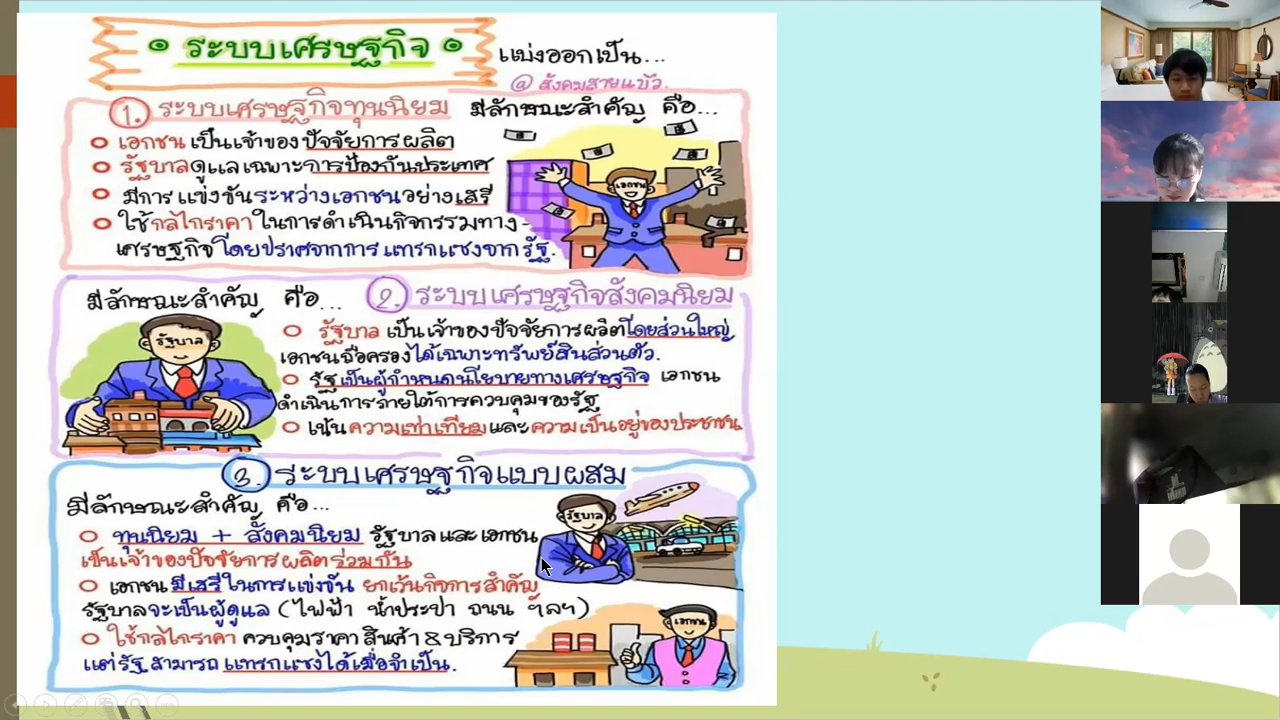 ระบบเศรษฐกิจ แบ่งออกเป็น...
@ สังคมสายแบ๊ว.
1. ระบบเศรษฐกิจทุนนิยม มีลักษณะสำคัญ คือ...
เอกชน เป็นเจ้าของปัจจัยการผลิต
รัฐบาลดูแลเฉพาะการป้องกันประเทศ
มีการแข่งขันระหว่างเอกชนอย่างเสรี
ใช้กลไกราคาในการดำเนินกิจกรรมทาง-
เศรษฐกิจโดยปราศจากการแทรกแซงจากรัฐ.
เอกชน
มีลักษณะสำคัญ คือ... 2. ระบบเศรษฐกิจสังคมนิยม
รัฐบาล
รัฐบาล เป็นเจ้าของปัจจัยการผลิตโดยส่วนใหญ่
เอกชนถือครองได้เฉพาะทรัพย์สินส่วนตัว.
รัฐเป็นผู้กำหนดนโยบายทางเศรษฐกิจ เอกชน
ดำเนินการภายใต้การควบคุมของรัฐ
เน้นความเท่าเทียมและความเป็นอยู่ของประชาชน
3. ระบบเศรษฐกิจแบบผสม
มีลักษณะสำคัญ คือ...
ทุนนิยม + สังคมนิยม รัฐบาลและเอกชน
เป็นเจ้าของปัจจัยการผลิตร่วมกัน
เอกชนมีเสรีในการแข่งขัน ยกเว้นกิจการสำคัญ
รัฐบาลจะเป็นผู้ดูแล (ไฟฟ้า น้ำประปา ถนน ฯลฯ)
ใช้กลไกราคา ควบคุมราคาสินค้า & บริการ
แต่รัฐสามารถแทรกแซงได้เมื่อจำเป็น.
รัฐบาล
เอกชน